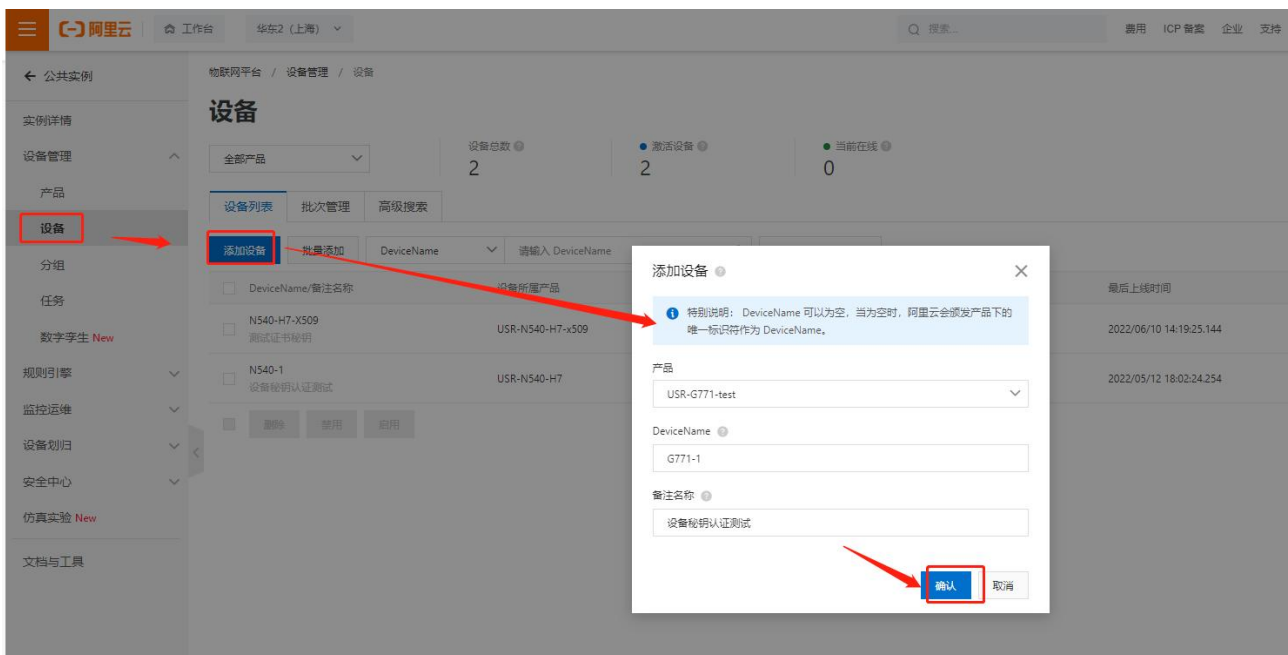 阿里云
工作台
华东2（上海）
搜索...
费用 ICP 备案 企业 支持
公共实例
物联网平台 / 设备管理 / 设备
设备
实例详情
设备管理
产品
设备
分组
任务
数字孪生 New
规则引擎
监控运维
设备划归
安全中心
仿真实验 New
文档与工具
全部产品
设备总数
2
激活设备
2
当前在线
0
设备列表 批次管理 高级搜索
添加设备 批量添加 DeviceName 请输入 DeviceName
DeviceName/备注名称 设备所属产品 最后上线时间
N540-H7-X509 USR-N540-H7-x509 2022/06/10 14:19:25.144
测试证书秘钥
N540-1 USR-N540-H7 2022/05/12 18:02:24.254
设备秘钥认证测试
删除 禁用 启用
添加设备
特别说明： DeviceName 可以为空，当为空时，阿里云会颁发产品下的
唯一标识符作为 DeviceName。
产品
USR-G771-test
DeviceName
G771-1
备注名称
设备秘钥认证测试
确认 取消